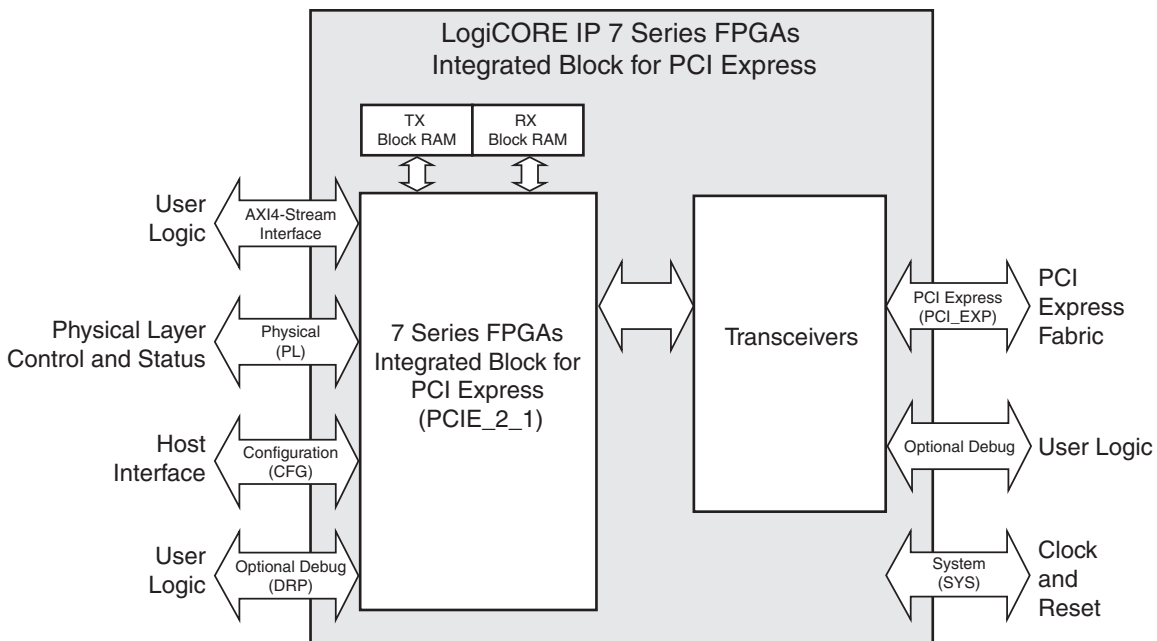 LogiCORE IP 7 Series FPGAs
Integrated Block for PCI Express
TX
Block RAM
RX
Block RAM
User
Logic
AXI4-Stream
Interface
Physical Layer
Control and Status
Physical
(PL)
Host
Interface
Configuration
(CFG)
User
Logic
Optional Debug
(DRP)
7 Series FPGAs
Integrated Block for
PCI Express
(PCIE_2_1)
Transceivers
PCI Express
(PCI_EXP)
PCI
Express
Fabric
Optional Debug
User Logic
System
(SYS)
Clock
and
Reset